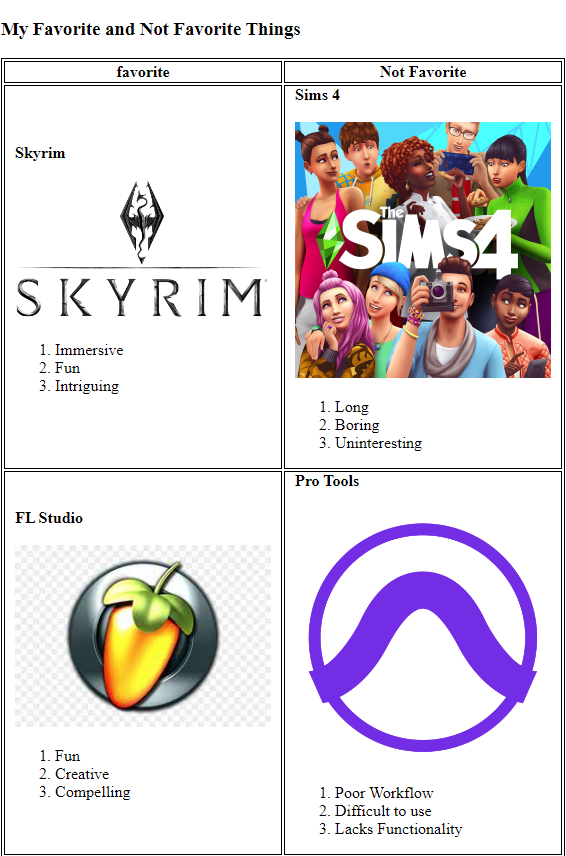 My Favorite and Not Favorite Things
favorite
Not Favorite
Skyrim
SKYRIM
1. Immersive
2. Fun
3. Intriguing
Sims 4
The
SIMS4
1. Long
2. Boring
3. Uninteresting
FL Studio
1. Fun
2. Creative
3. Compelling
Pro Tools
1. Poor Workflow
2. Difficult to use
3. Lacks Functionality